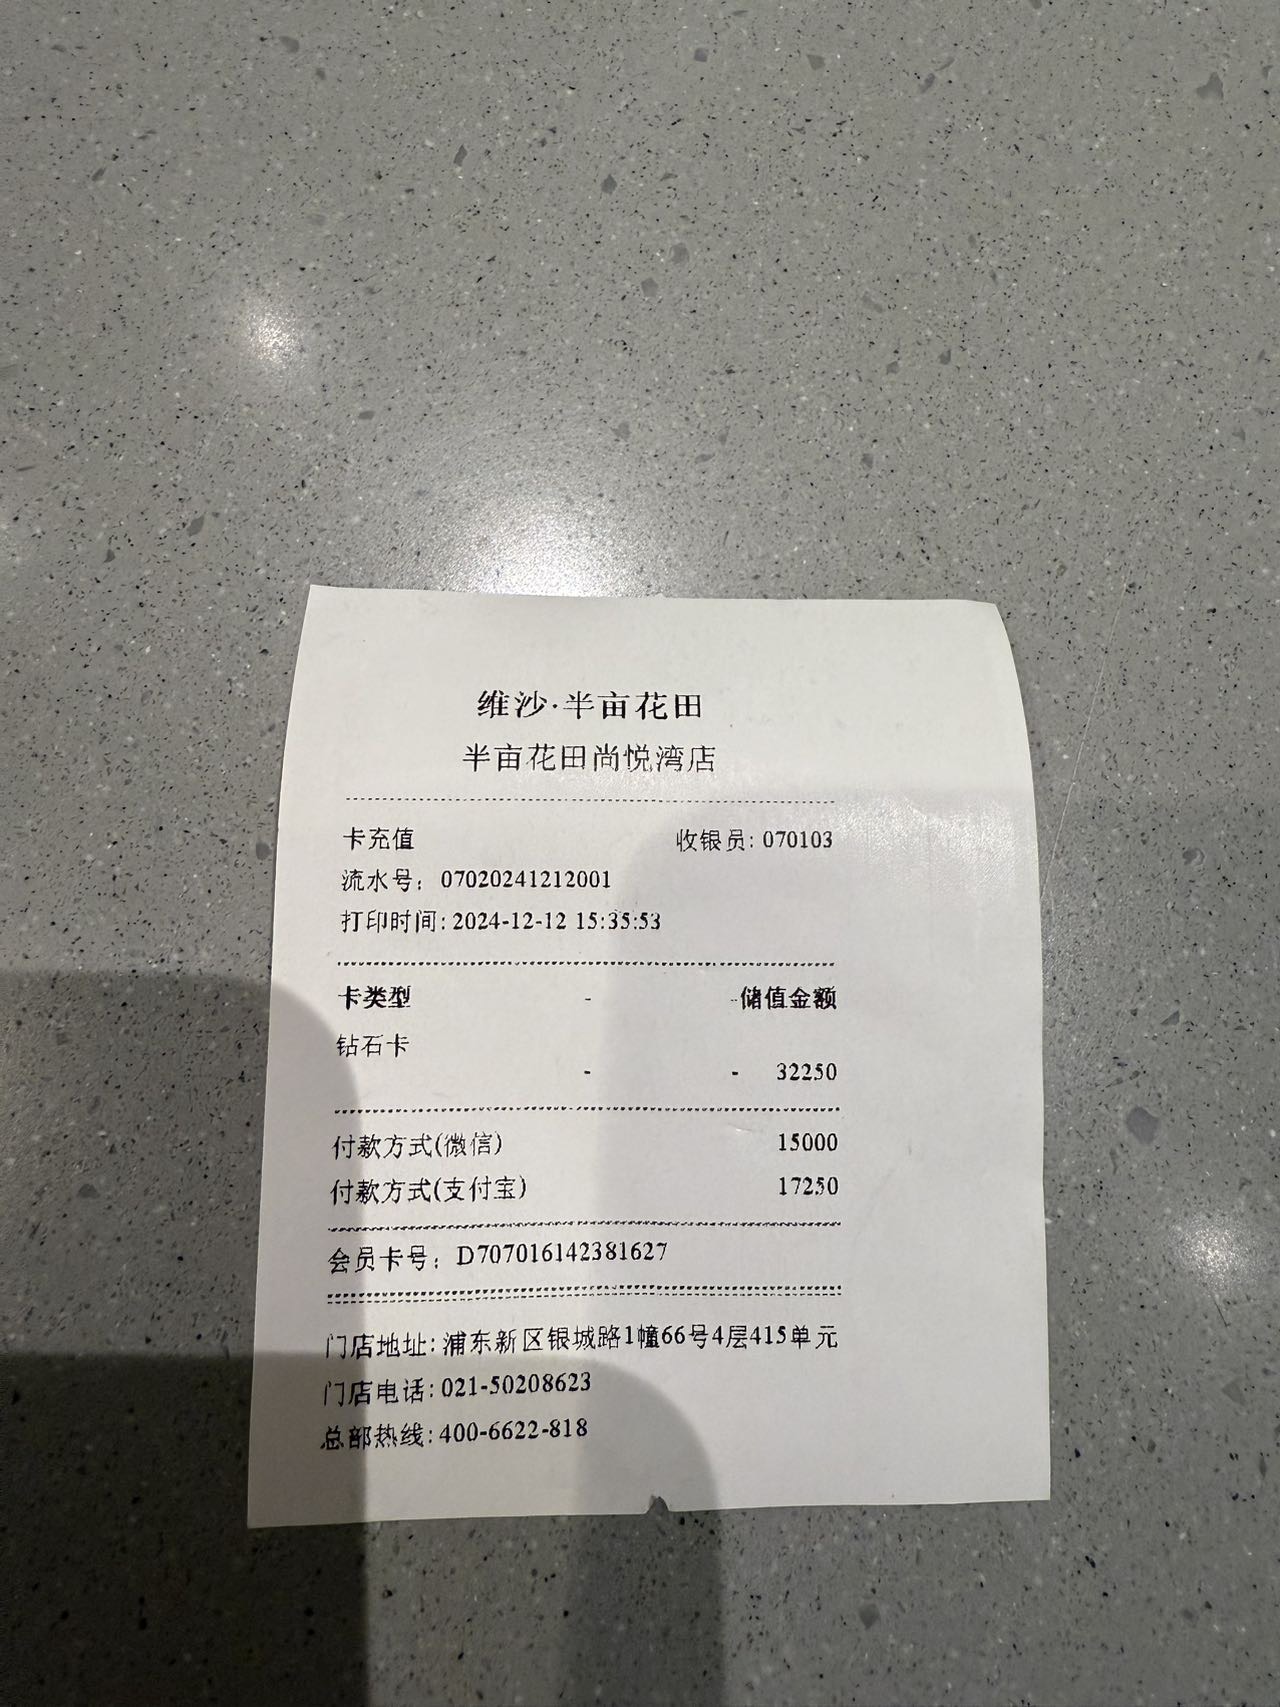 维沙·半亩花田
半亩花田尚悦湾店
卡充值 收银员: 070103
流水号: 07020241212001
打印时间: 2024-12-12 15:35:53
卡类型 - -储值金额
钻石卡
- - 32250
付款方式(微信) 15000
付款方式(支付宝) 17250
会员卡号: D707016142381627
门店地址: 浦东新区银城路1幢66号4层415单元
门店电话: 021-50208623
总部热线: 400-6622-818